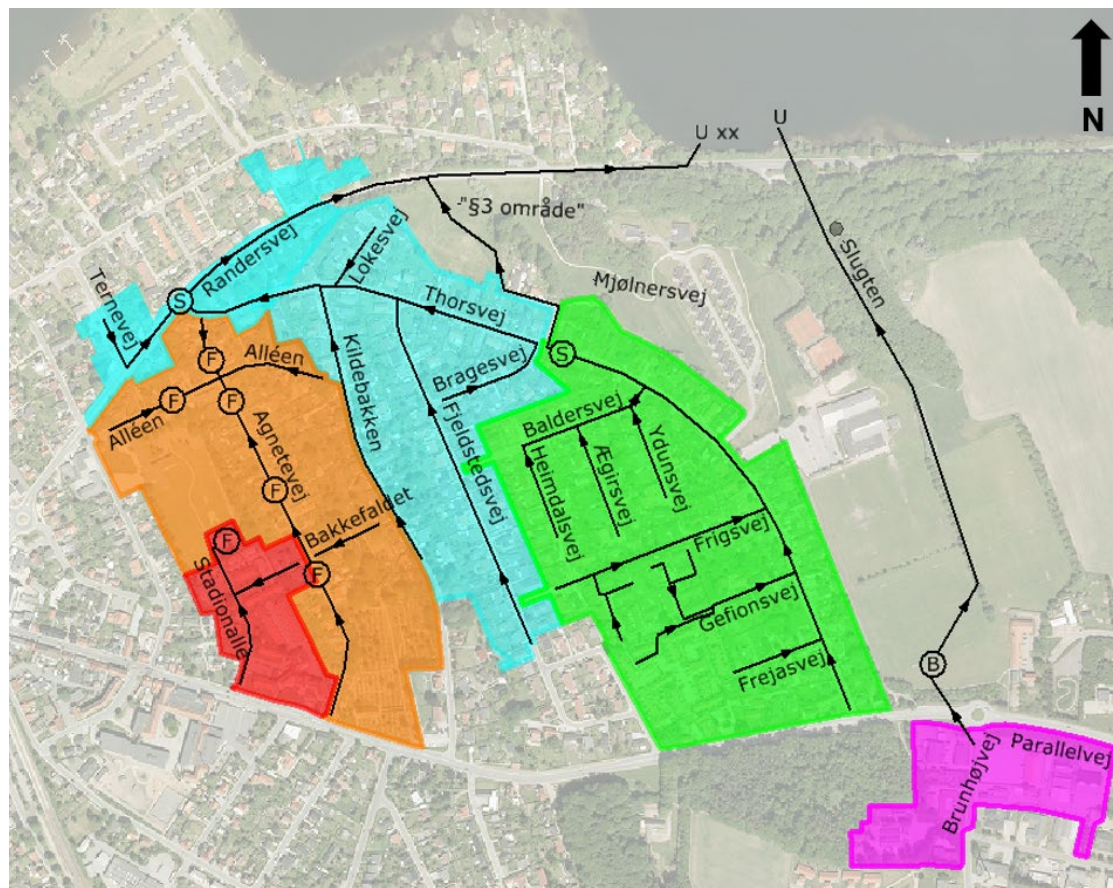 N
U xx
U
-"§3 område"
Slugten
Mjølnersvej
Lokesvej
Randersvej
Ternevej
S
Thorsvej
S
Kildebakken
Bragesvej
Fjeldstedsvej
Alléen
Alléen
F
F
F
Agnetevej
F
Bakkefaldet
F
F
Stadionalle
Baldersvej
Heimdalsvej
Ægirsvej
Ydunsvej
Frigsvej
Gefionsvej
Frejasvej
B
Brunhøjvej
Parallelvej